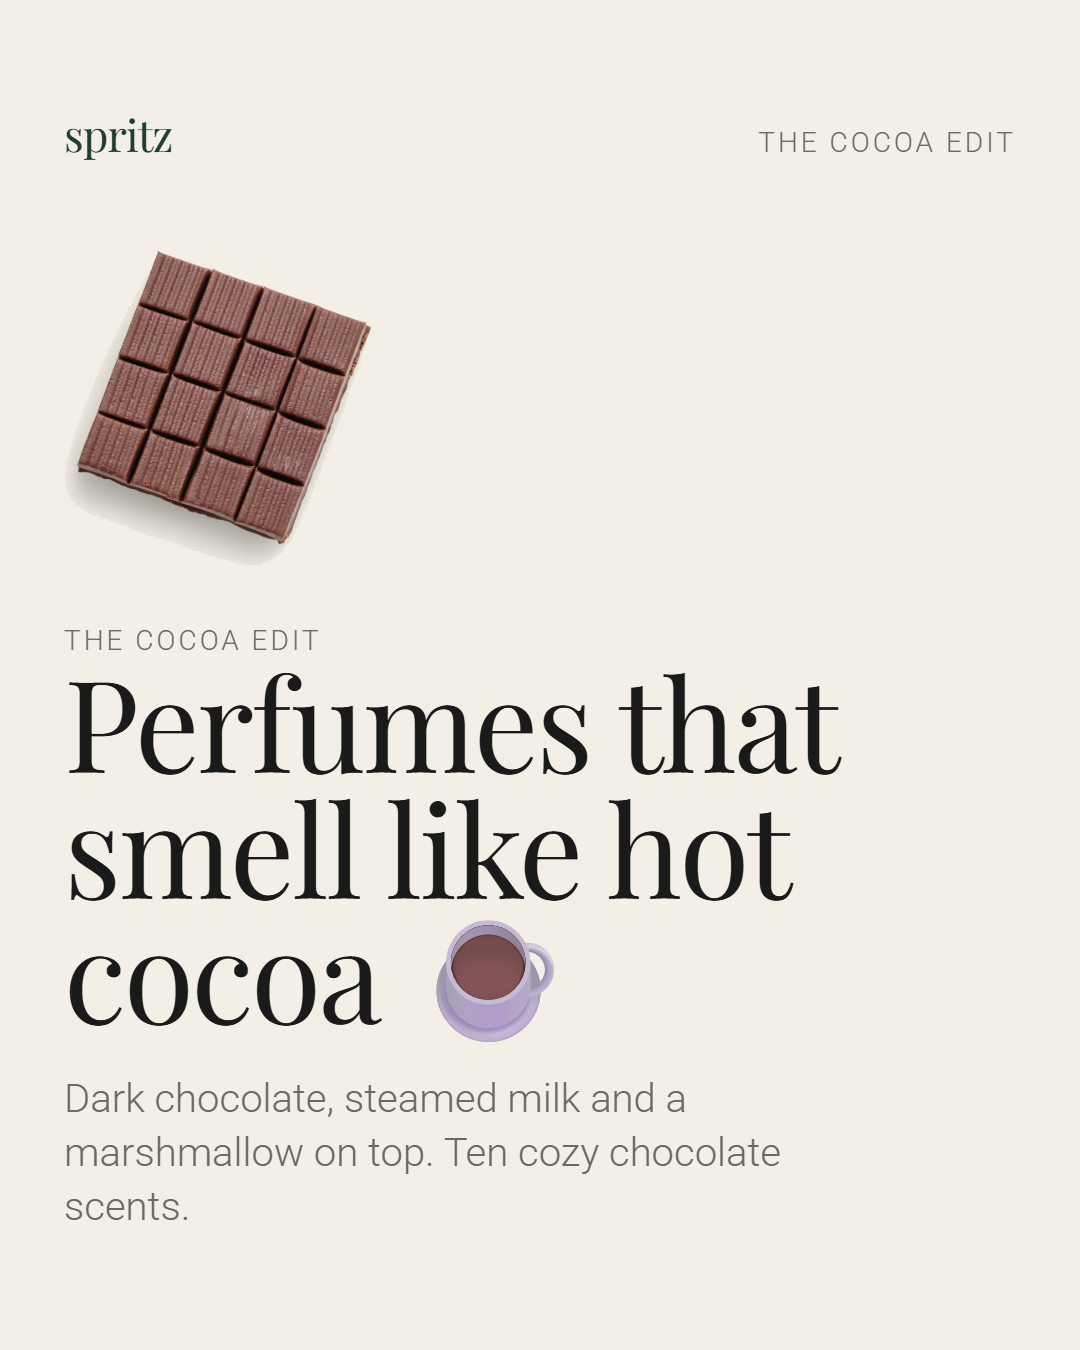 spritz
THE COCOA EDIT
THE COCOA EDIT
Perfumes that
smell like hot
cocoa
Dark chocolate, steamed milk and a
marshmallow on top. Ten cozy chocolate
scents.